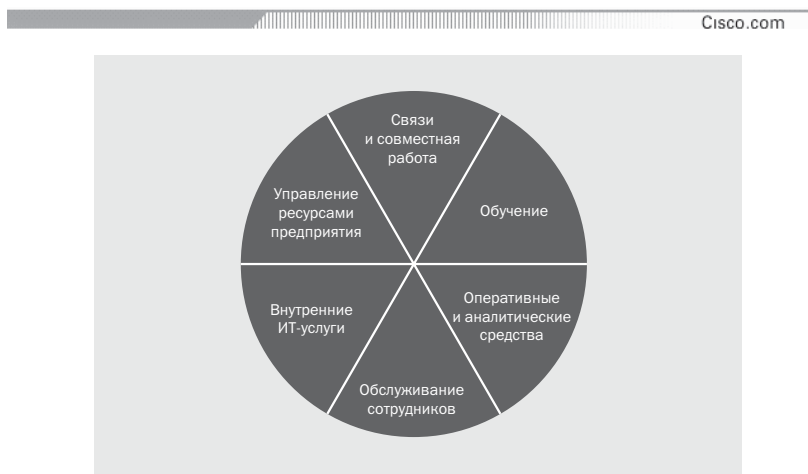 Cisco.com
Связи
и совместная
работа
Обучение
Оперативные
и аналитические
средства
Обслуживание
сотрудников
Внутренние
ИТ-услуги
Управление
ресурсами
предприятия